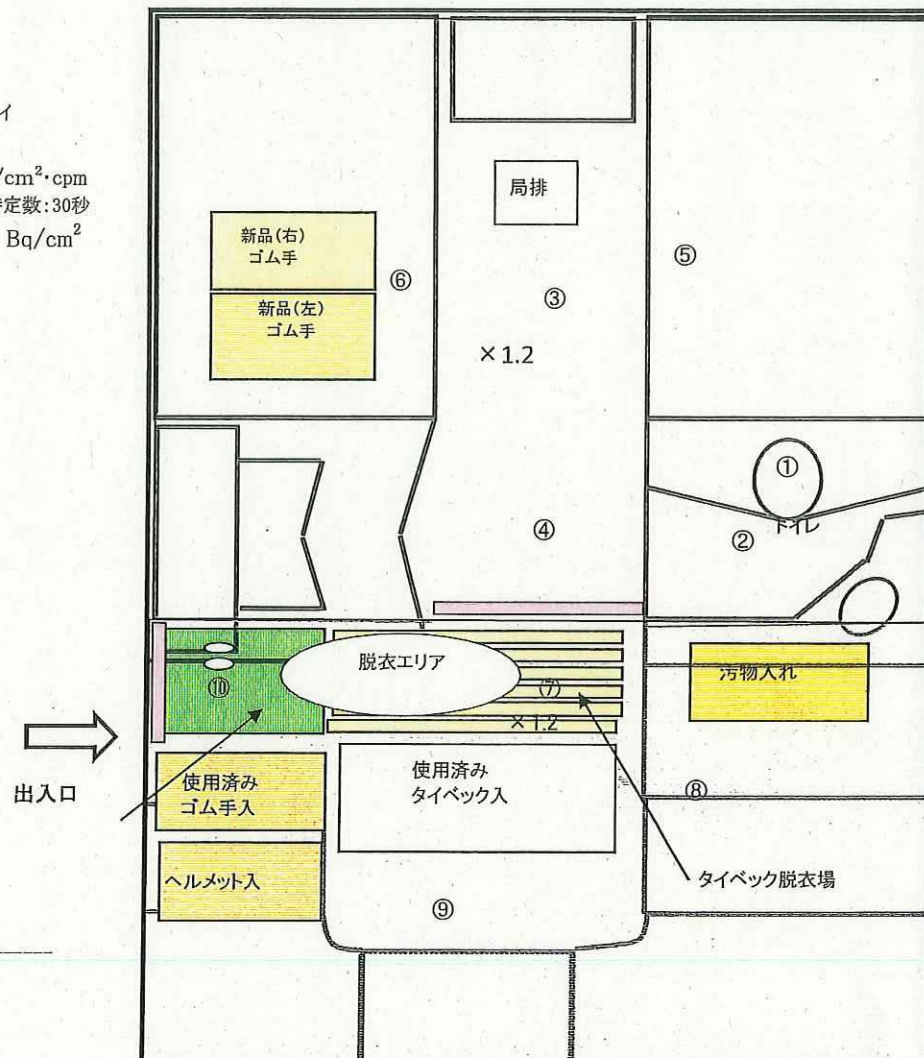 イ
/cm²・cpm
定数:30秒
Bq/cm²
局排
新品(右)
ゴム手
新品(左)
ゴム手
⑥
③
⑤
×1.2
①
トイレ
②
④
脱衣エリア
⑩
(7)
×1.2
汚物入れ
出入口
使用済み
ゴム手入
使用済み
タイベック入
⑧
ヘルメット入
タイベック脱衣場
⑨